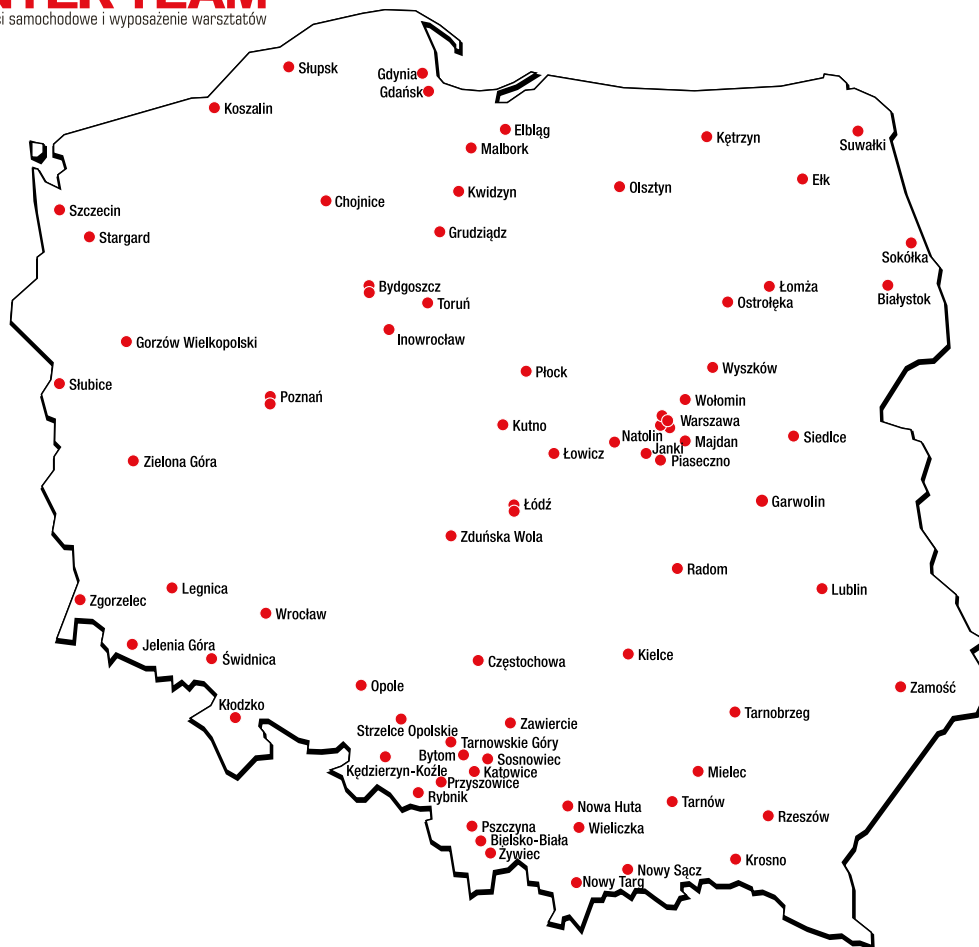 NTER TEAM
ci samochodowe i wyposażenie warsztatów
Słupsk
Gdynia
Gdańsk
Koszalin
Elbląg
Malbork
Kętrzyn
Suwałki
Ełk
Olsztyn
Kwidzyn
Chojnice
Szczecin
Stargard
Grudziądz
Sokółka
Bydgoszcz
Łomża
Białystok
Toruń
Ostrołęka
Inowrocław
Gorzów Wielkopolski
Płock
Wyszków
Słubice
Poznań
Wołomin
Warszawa
Kutno
Natolin
Majdan
Siedlce
Janki
Łowicz
Piaseczno
Zielona Góra
Garwolin
Łódź
Zduńska Wola
Radom
Legnica
Lublin
Zgorzelec
Wrocław
Jelenia Góra
Świdnica
Częstochowa
Kielce
Opole
Zamość
Kłodzko
Tarnobrzeg
Strzelce Opolskie
Zawiercie
Tarnowskie Góry
Bytom
Sosnowiec
Kędzierzyn-Koźle
Katowice
Mielec
Przyszowice
Rybnik
Tarnów
Nowa Huta
Rzeszów
Pszczyna
Wieliczka
Bielsko-Biała
Żywiec
Krosno
Nowy Sącz
Nowy Targ